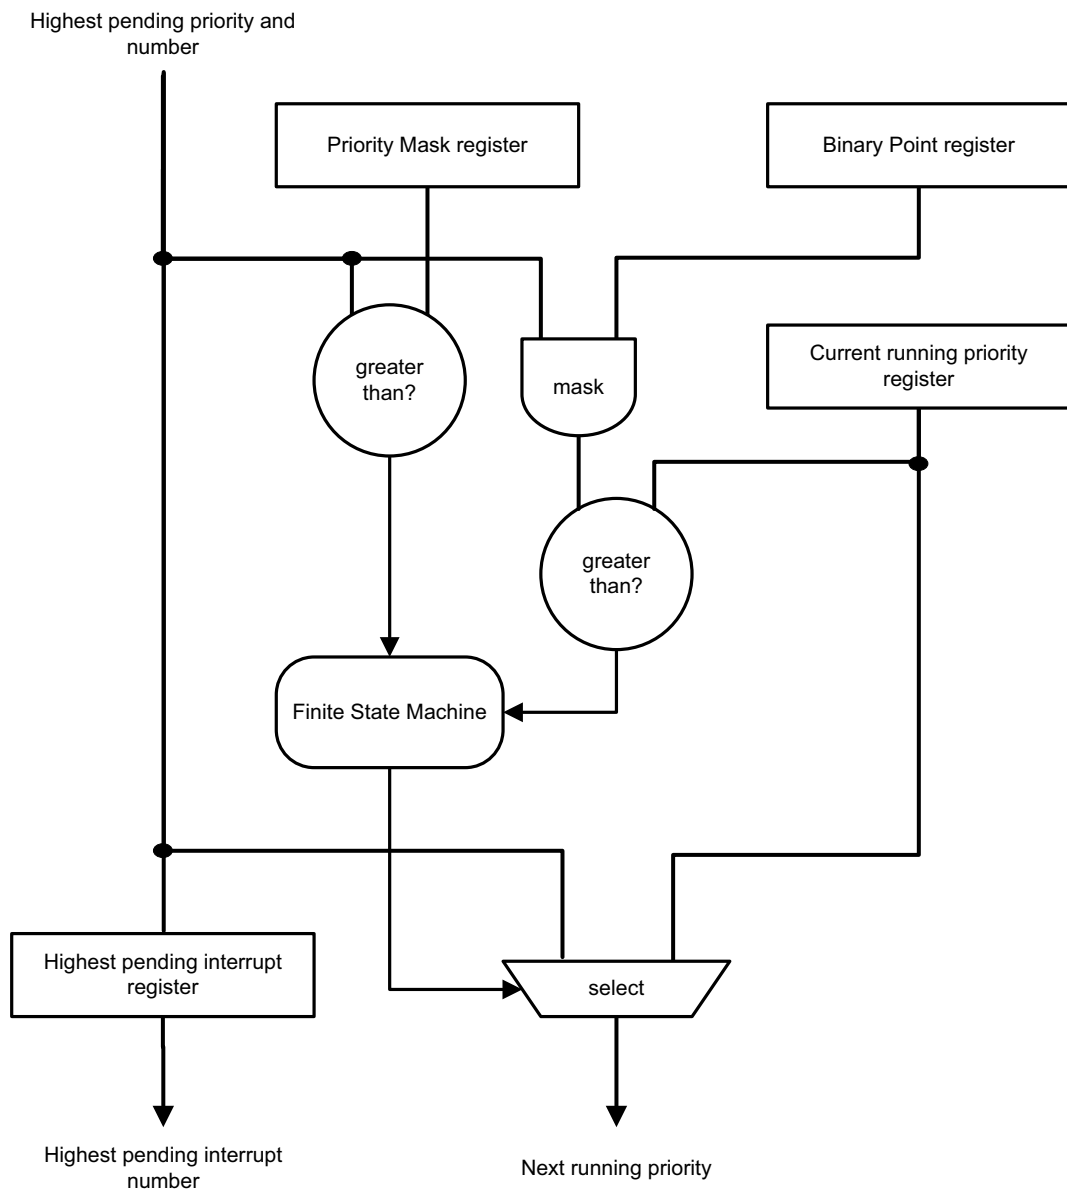 Highest pending priority and
number
Priority Mask register
Binary Point register
Current running priority
register
greater
than?
mask
greater
than?
Finite State Machine
Highest pending interrupt
register
select
Highest pending interrupt
number
Next running priority